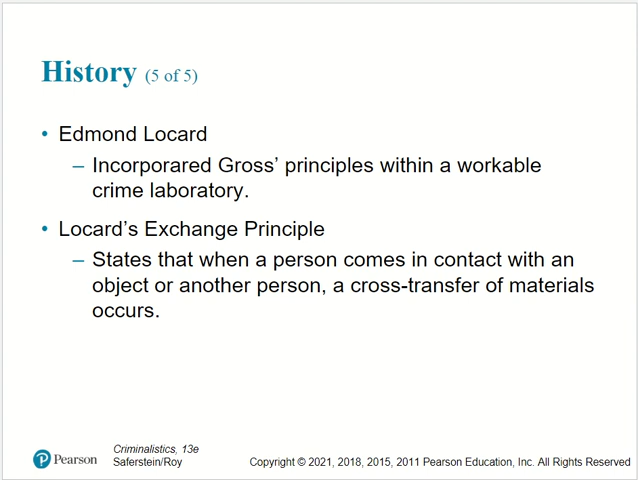 History (5 of 5)
• Edmond Locard
– Incorporared Gross’ principles within a workable
crime laboratory.
• Locard’s Exchange Principle
– States that when a person comes in contact with an
object or another person, a cross-transfer of materials
occurs.
Pearson
Criminalistics, 13e
Saferstein/Roy
Copyright © 2021, 2018, 2015, 2011 Pearson Education, Inc. All Rights Reserved